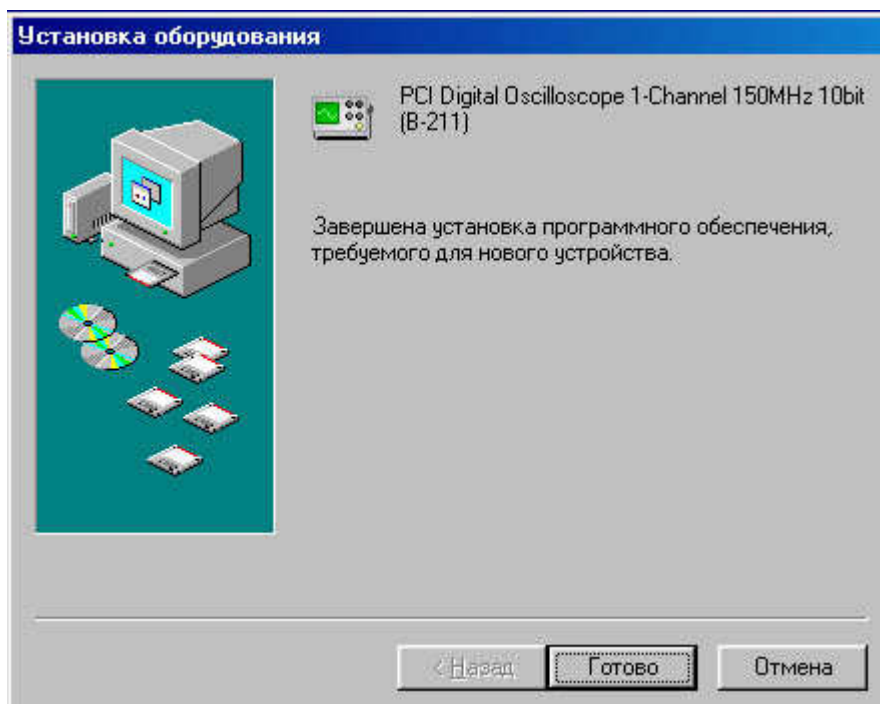 Установка оборудования
PCI Digital Oscilloscope 1-Channel 150MHz 10bit
(B-211)
Завершена установка программного обеспечения,
требуемого для нового устройства.
< Назад
Готово
Отмена